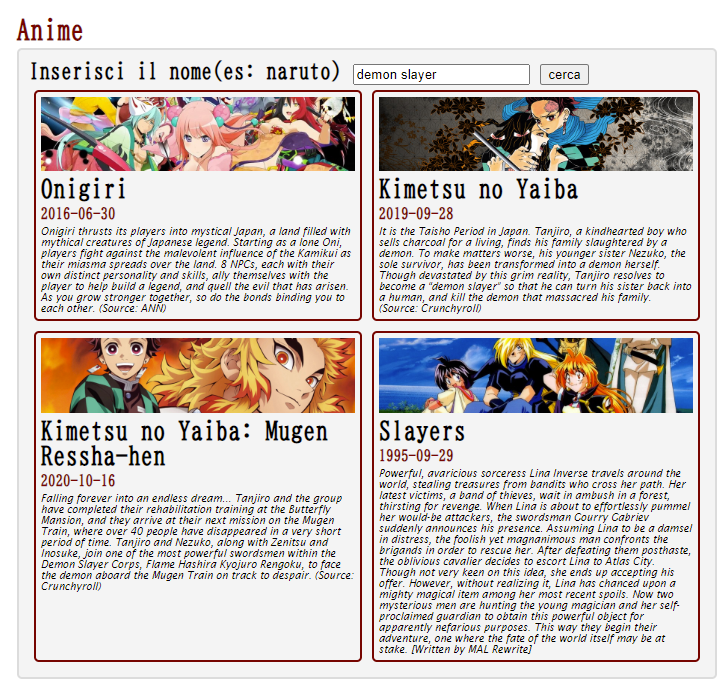 Anime
Inserisci il nome(es: naruto) demon slayer cerca
Onigiri
2016-06-30
Onigiri thrusts its players into mystical Japan, a land filled with
mythical creatures of Japanese legend. Starting as a lone Oni,
players fight against the malevolent influence of the Kamikui as
their miasma spreads over the land. 8 NPCs, each with their
own distinct personality and skills, ally themselves with the
player to help build a legend, and quell the evil that has arisen.
As you grow stronger together, so do the bonds binding you to
each other. (Source: ANN)
Kimetsu no Yaiba
2019-09-28
It is the Taisho Period in Japan. Tanjiro, a kindhearted boy who
sells charcoal for a living, finds his family slaughtered by a
demon. To make matters worse, his younger sister Nezuko, the
sole survivor, has been transformed into a demon herself.
Though devastated by this grim reality, Tanjiro resolves to
become a "demon slayer" so that he can turn his sister back into
a human, and kill the demon that massacred his family.
(Source: Crunchyroll)
Kimetsu no Yaiba: Mugen
Ressha-hen
2020-10-16
Falling forever into an endless dream... Tanjiro and the group
have completed their rehabilitation training at the Butterfly
Mansion, and they arrive at their next mission on the Mugen
Train, where over 40 people have disappeared in a very short
period of time. Tanjiro and Nezuko, along with Zenitsu and
Inosuke, join one of the most powerful swordsmen within the
Demon Slayer Corps, Flame Hashira Kyojuro Rengoku, to face
the demon aboard the Mugen Train on track to despair. (Source:
Crunchyroll)
Slayers
1995-09-29
Powerful, avaricious sorceress Lina Inverse travels around the
world, stealing treasures from bandits who cross her path. Her
latest victims, a band of thieves, wait in ambush in a forest,
thirsting for revenge. When Lina is about to effortlessly pummel
her would-be attackers, the swordsman Gourry Gabriev
suddenly announces his presence. Assuming Lina to be a damsel
in distress, the foolish yet magnanimous man confronts the
brigands in order to rescue her. After defeating them posthaste,
the oblivious cavalier decides to escort Lina to Atlas City.
Though not very keen on this idea, she ends up accepting his
offer. However, without realizing it, Lina has chanced upon a
mighty magical item among her most recent spoils. Now two
mysterious men are hunting the young magician and her self-
proclaimed guardian to obtain this powerful object for
apparently nefarious purposes. This way they begin their
adventure, one where the fate of the world itself may be at
stake. [Written by MAL Rewrite]